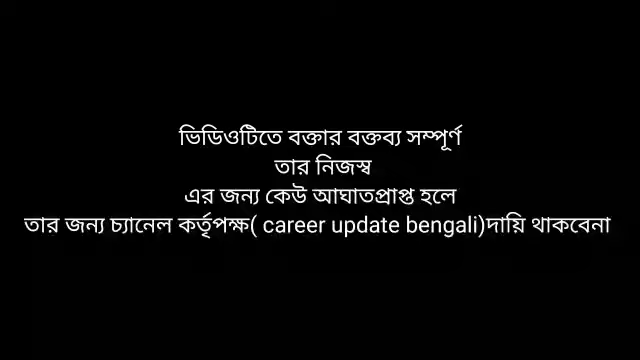 ভিডিওটিতে বক্তার বক্তব্য সম্পূর্ণ
তার নিজস্ব
এর জন্য কেউ আঘাতপ্রাপ্ত হলে
তার জন্য চ্যানেল কর্তৃপক্ষ( career update bengali)দায়ি থাকবেনা